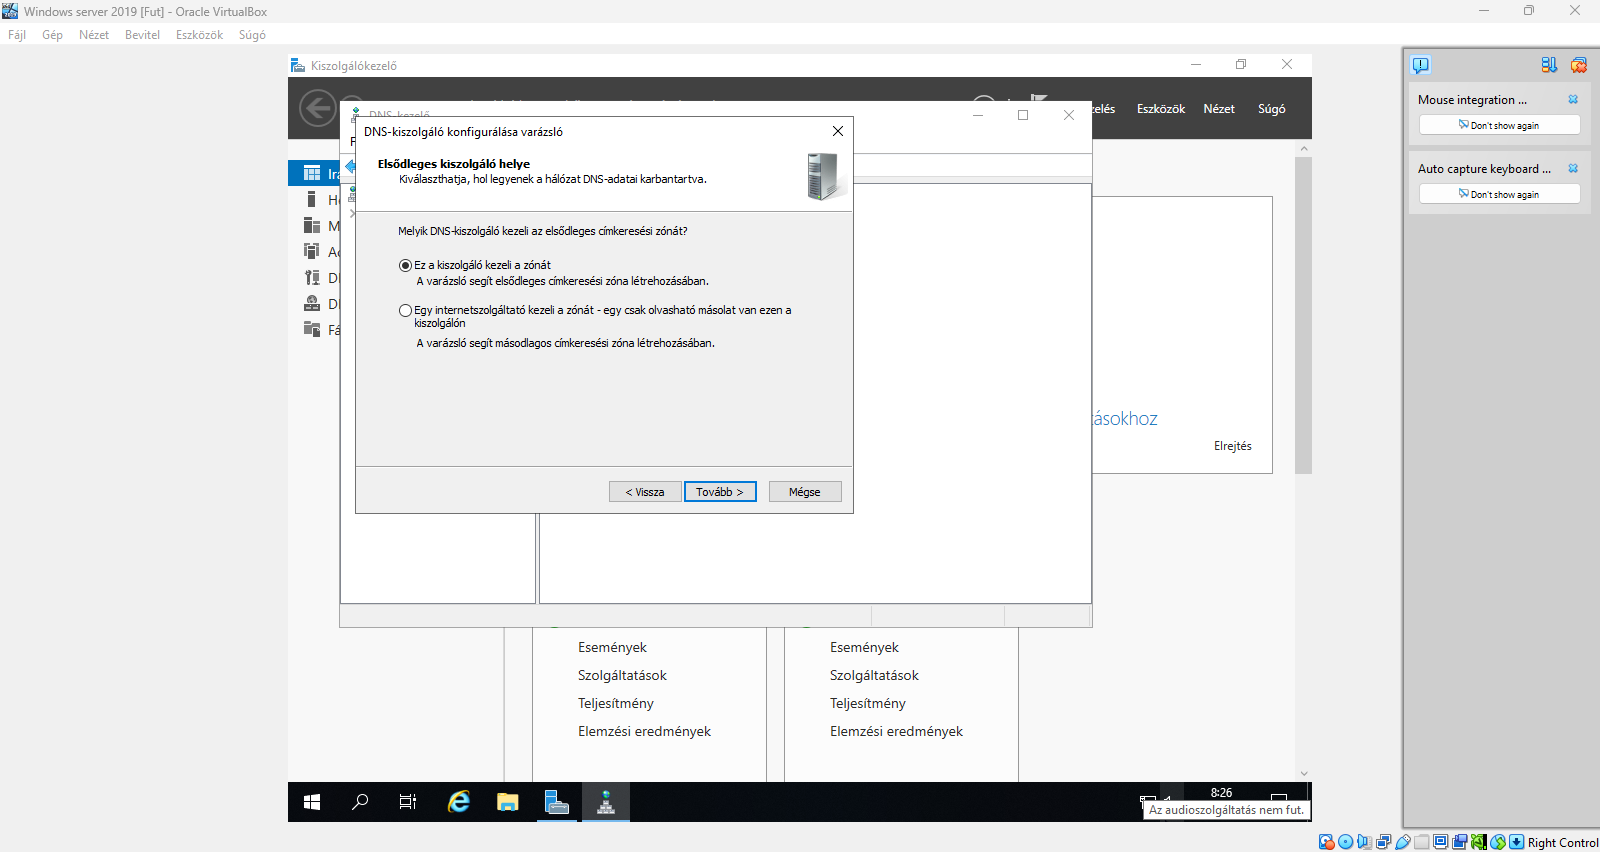 Windows server 2019 [Fut] - Oracle VirtualBox
Fájl Gép Nézet Bevitel Eszközök Súgó
Kiszolgálókezelő
Eszközök Nézet Súgó
DNS-kezelő
DNS-kiszolgáló konfigurálása varázsló
Elsődleges kiszolgáló helye
Kiválaszthatja, hol legyenek a hálózat DNS-adatai karbantartva.
Melyik DNS-kiszolgáló kezeli az elsődleges címkeresési zónát?
Ez a kiszolgáló kezeli a zónát
A varázsló segít elsődleges címkeresési zóna létrehozásában.
Egy internetszolgáltató kezeli a zónát - egy csak olvasható másolat van ezen a
kiszolgálón
A varázsló segít másodlagos címkeresési zóna létrehozásában.
< Vissza Tovább > Mégse
Elrejtés
Események Események
Szolgáltatások Szolgáltatások
Teljesítmény Teljesítmény
Elemzési eredmények Elemzési eredmények
8:26
Az audioszolgáltatás nem fut.
Mouse integration ...
Don't show again
Auto capture keyboard ...
Don't show again
Right Control